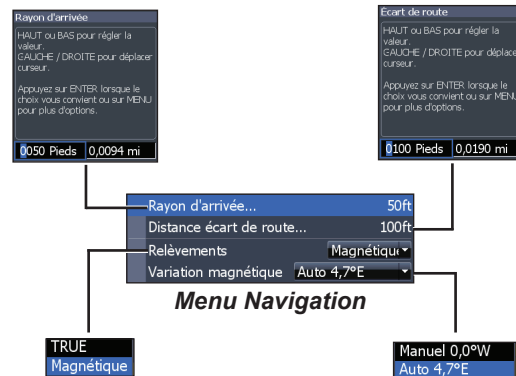 Rayon d'arrivée
HAUT ou BAS pour régler la
valeur.
GAUCHE / DROITE pour déplacer
curseur.
Appuyez sur ENTER lorsque le
choix vous convient ou sur MENU
pour plus d'options.
0050 Pieds 0,0094 mi
Écart de route
HAUT ou BAS pour régler la
valeur.
GAUCHE / DROITE pour déplace
curseur.
Appuyez sur ENTER lorsque le
choix vous convient ou sur MENU
pour plus d'options.
0100 Pieds 0,0190 mi
Rayon d'arrivée... 50ft
Distance écart de route... 100ft
Relèvements Magnétique
Variation magnétique Auto 4,7°E
Menu Navigation
TRUE
Magnétique
Manuel 0,0°W
Auto 4,7°E